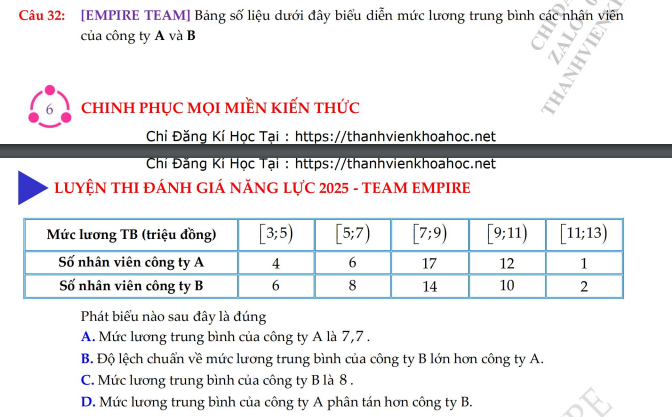 Câu 32: [EMPIRE TEAM] Bảng số liệu dưới đây biểu diễn mức lương trung bình các nhân viên
của công ty A và B
6 CHINH PHỤC MỌI MIỀN KIẾN THỨC
Chỉ Đăng Kí Học Tại : https://thanhvienkhoahoc.net
Chỉ Đăng Kí Học Tại : https://thanhvienkhoahoc.net
LUYỆN THI ĐÁNH GIÁ NĂNG LỰC 2025 - TEAM EMPIRE
Mức lương TB (triệu đồng) [3;5) [5;7) [7;9) [9;11) [11;13)
Số nhân viên công ty A 4 6 17 12 1
Số nhân viên công ty B 6 8 14 10 2
Phát biểu nào sau đây là đúng
A. Mức lương trung bình của công ty A là 7,7 .
B. Độ lệch chuẩn về mức lương trung bình của công ty B lớn hơn công ty A.
C. Mức lương trung bình của công ty B là 8 .
D. Mức lương trung bình của công ty A phân tán hơn công ty B.